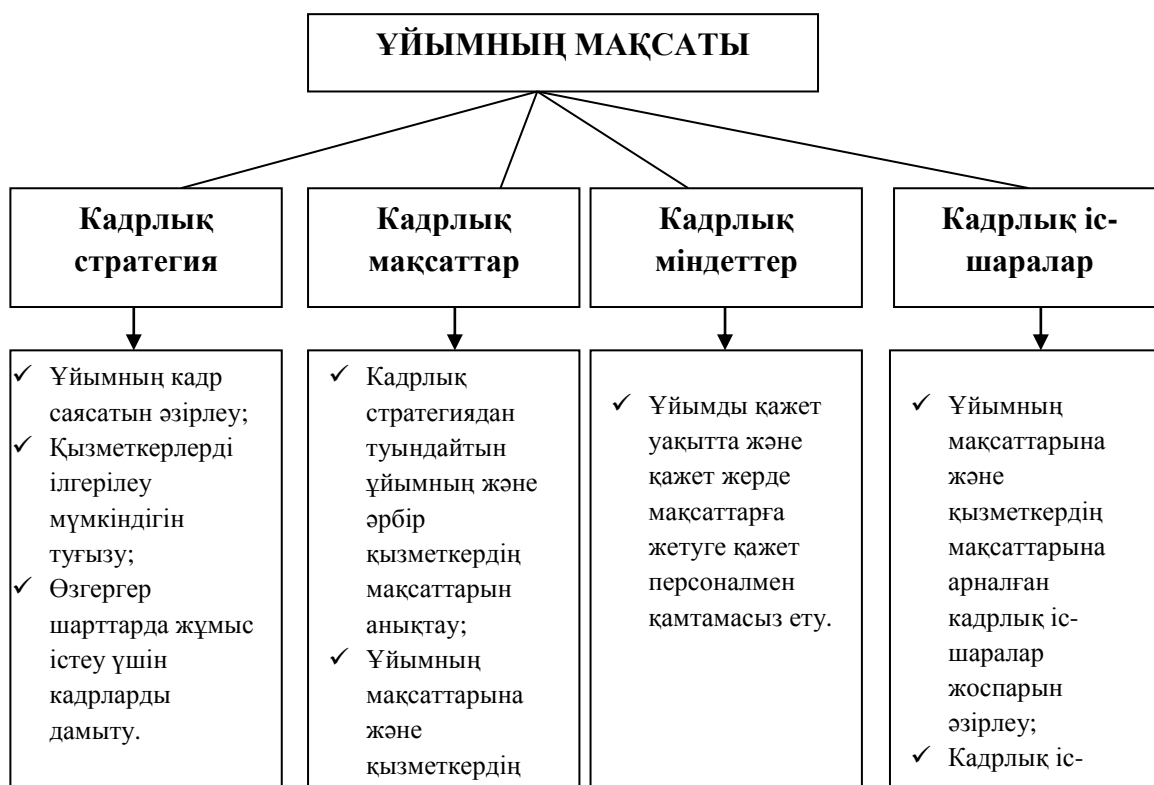 ҰЙЫМНЫҢ МАҚСАТЫ
Кадрлық
стратегия
Кадрлық
мақсаттар
Кадрлық
міндеттер
Кадрлық іс-
шаралар
✓ Ұйымның кадр
саясатын әзірлеу;
✓ Қызметкерлерді
ілгерілеу
мүмкіндігін
туғызу;
✓ Өзгергер
шарттарда жұмыс
істеу үшін
кадрларды
дамыту.
✓ Кадрлық
стратегиядан
туындайтын
ұйымның және
әрбір
қызметкердің
мақсаттарын
анықтау;
✓ Ұйымның
мақсаттарына
және
қызметкердің
✓ Ұйымды қажет
уақытта және
қажет жерде
мақсаттарға
жетуге қажет
персоналмен
қамтамасыз ету.
✓ Ұйымның
мақсаттарына
және
қызметкердің
мақсаттарына
арналған
кадрлық іс-
шаралар
жоспарын
әзірлеу;
✓ Кадрлық іс-